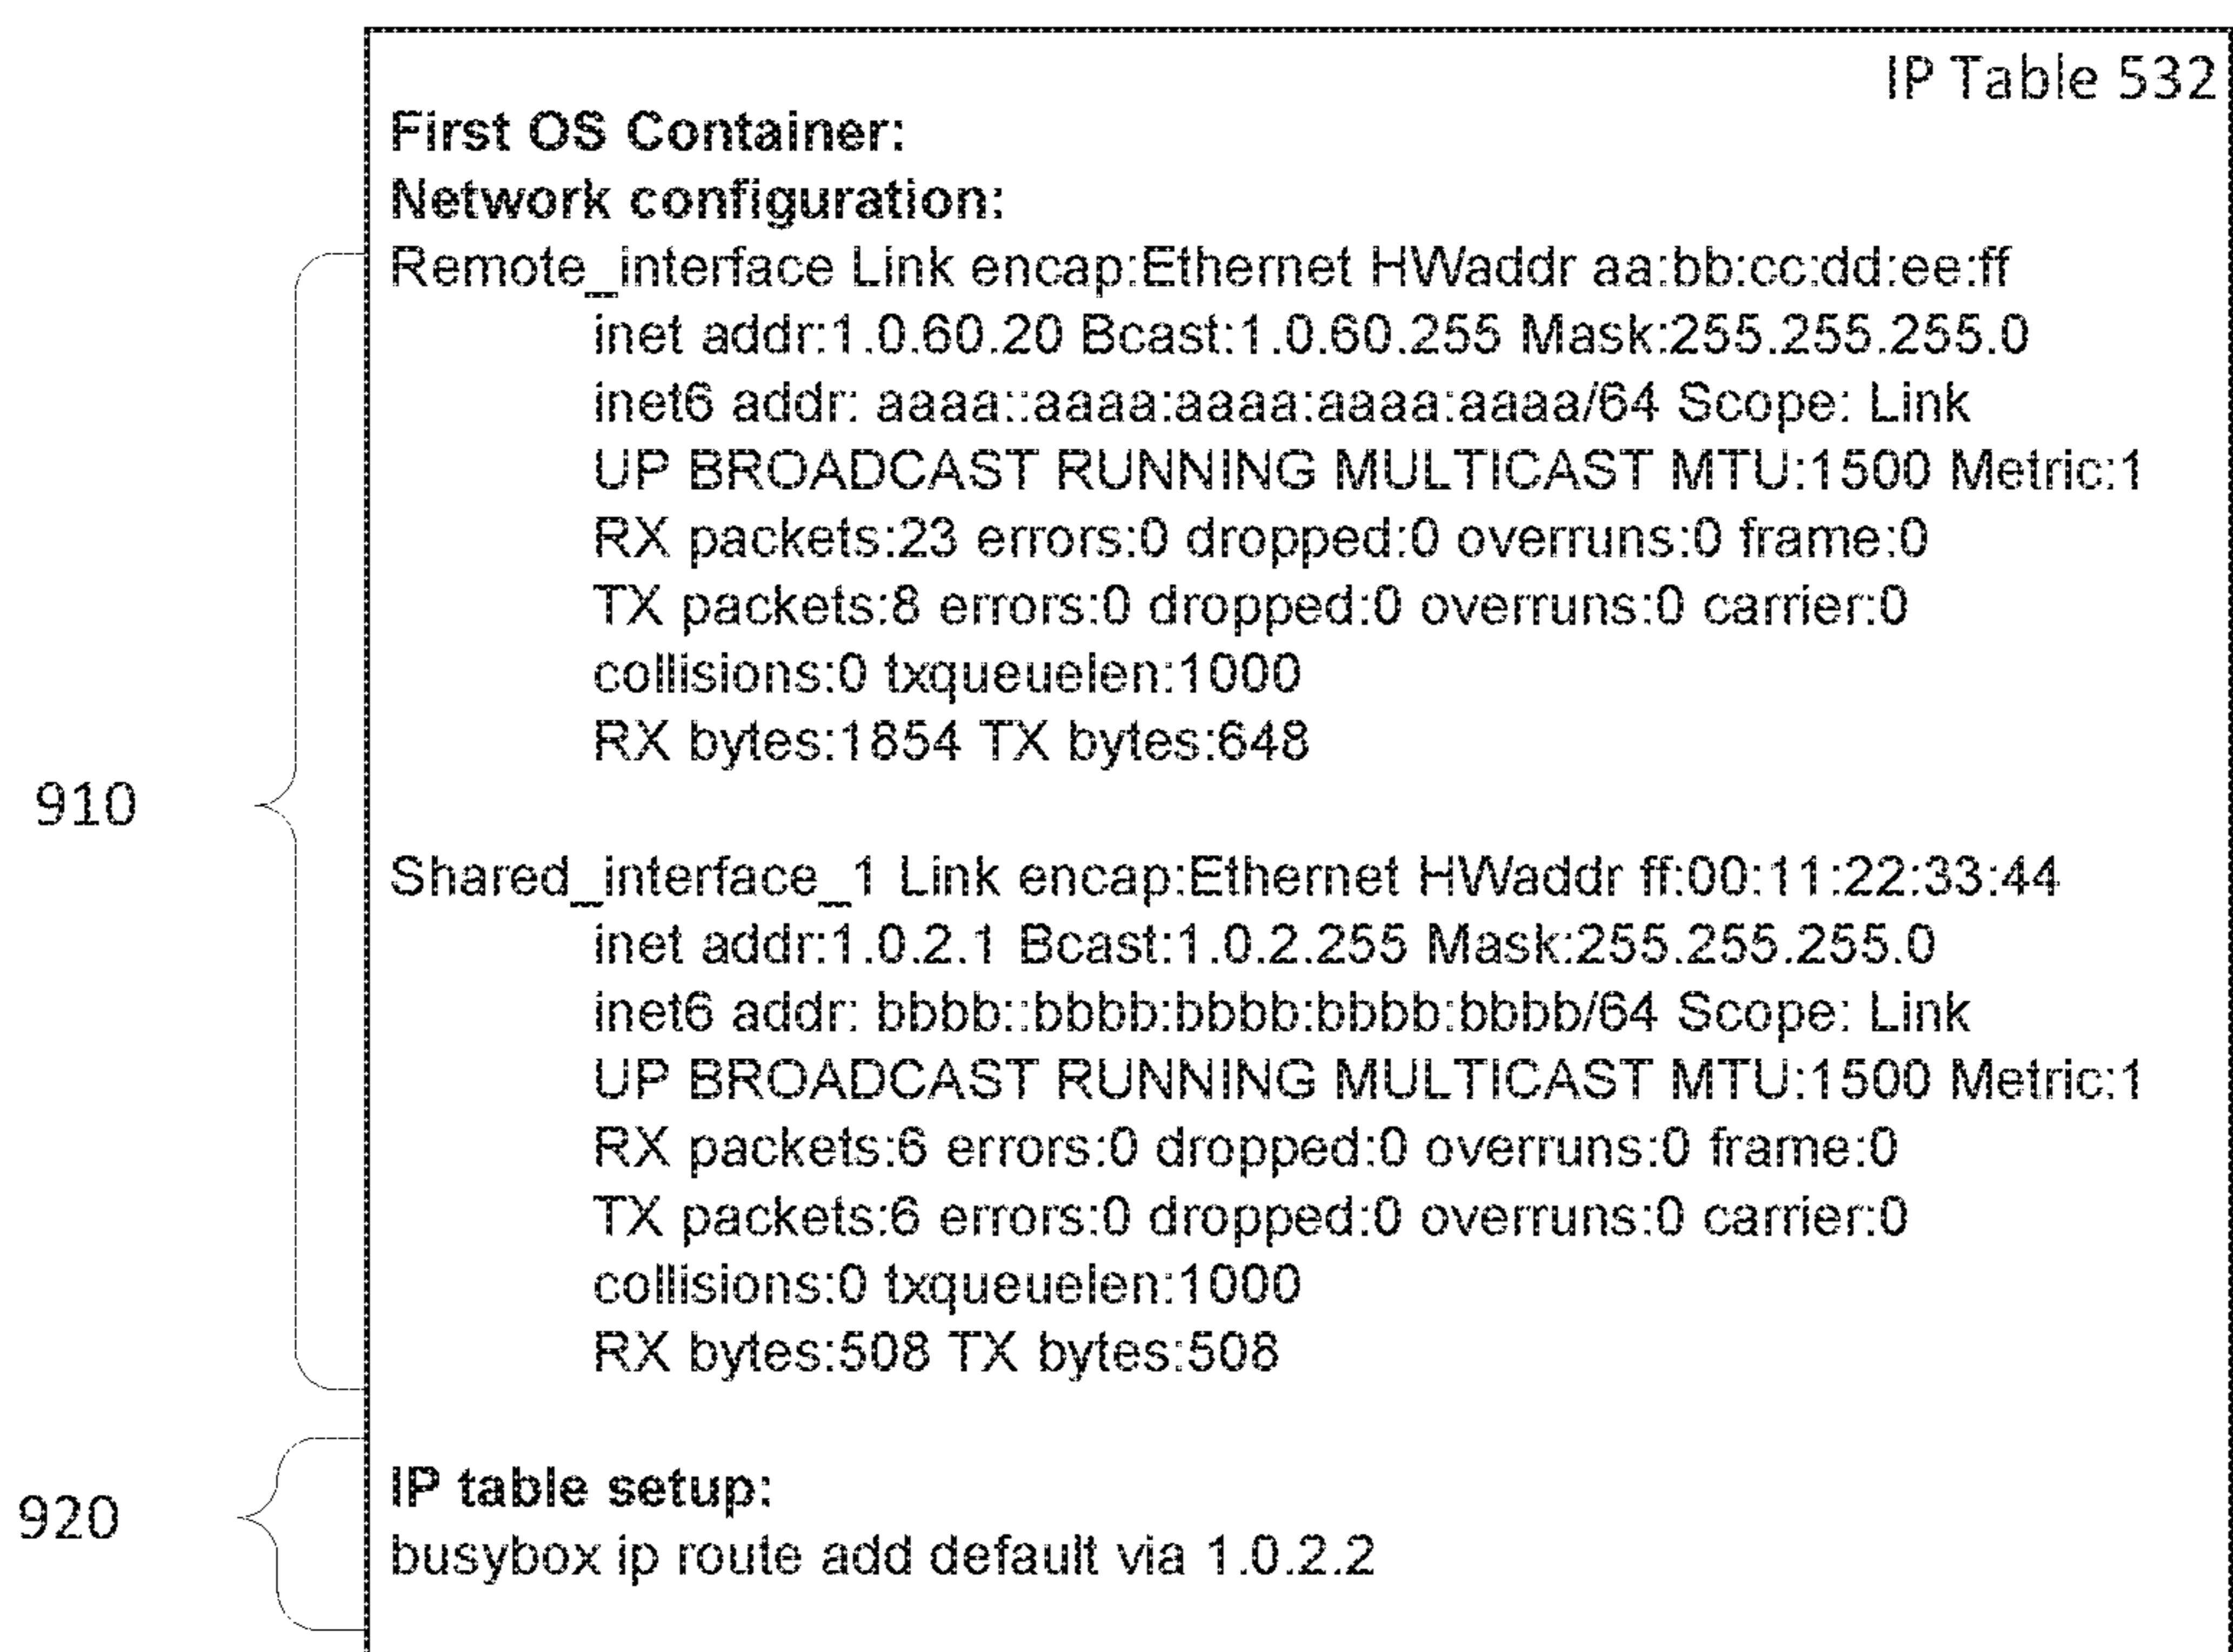 IP Table 532
First OS Container:
Network configuration:
Remote_interface Link encap:Ethernet HWaddr aa:bb:cc:dd:ee:ff
inet addr:1.0.60.20 Bcast:1.0.60.255 Mask:255.255.255.0
inet6 addr: aaaa::aaaa:aaaa:aaaa:aaaa/64 Scope: Link
UP BROADCAST RUNNING MULTICAST MTU:1500 Metric:1
RX packets:23 errors:0 dropped:0 overruns:0 frame:0
TX packets:8 errors:0 dropped:0 overruns:0 carrier:0
collisions:0 txqueuelen:1000
RX bytes:1854 TX bytes:648
910
Shared_interface_1 Link encap:Ethernet HWaddr ff:00:11:22:33:44
inet addr:1.0.2.1 Bcast:1.0.2.255 Mask:255.255.255.0
inet6 addr: bbbb::bbbb:bbbb:bbbb:bbbb/64 Scope: Link
UP BROADCAST RUNNING MULTICAST MTU:1500 Metric:1
RX packets:6 errors:0 dropped:0 overruns:0 frame:0
TX packets:6 errors:0 dropped:0 overruns:0 carrier:0
collisions:0 txqueuelen:1000
RX bytes:508 TX bytes:508
920
IP table setup:
busybox ip route add default via 1.0.2.2